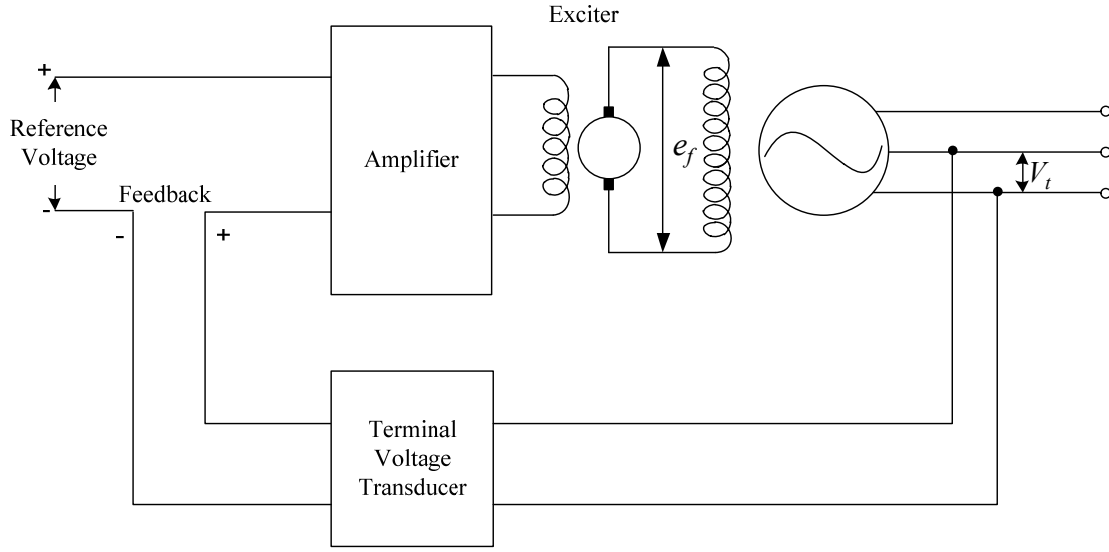 Exciter
+
Reference
Voltage
Amplifier
e_f
V_t
-
Feedback
-
+
Terminal
Voltage
Transducer